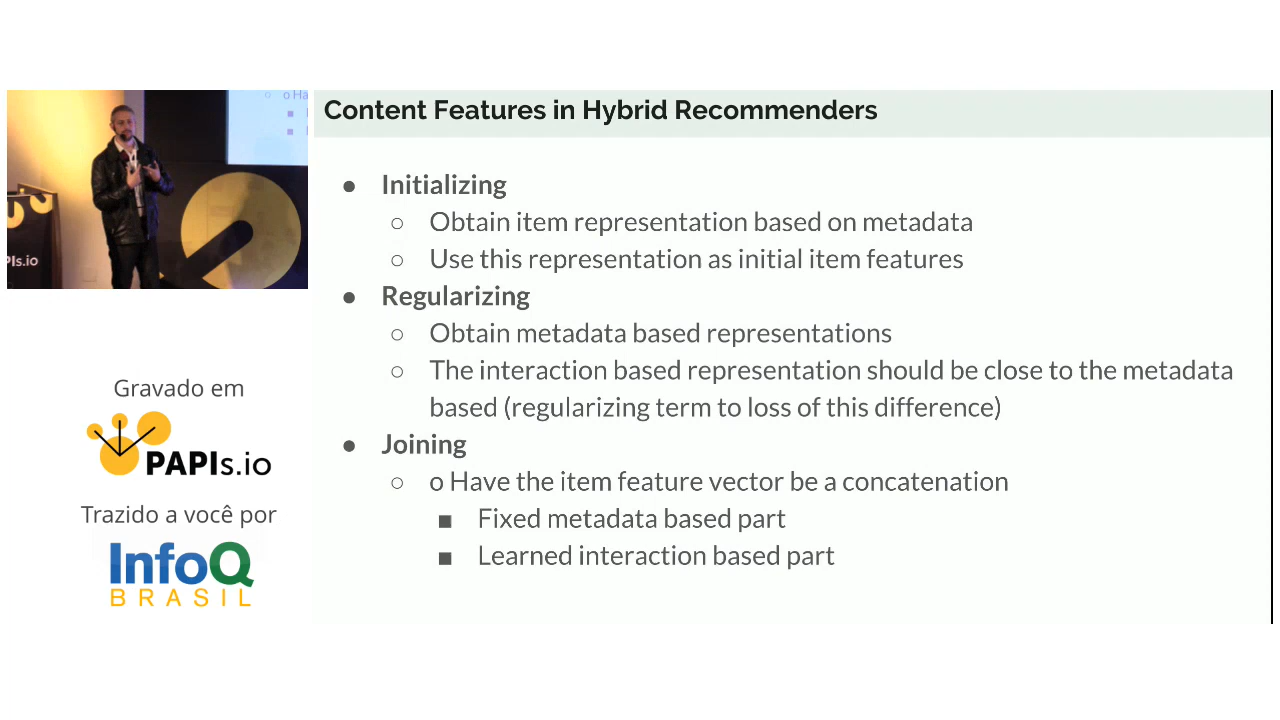 Content Features in Hybrid Recommenders
● Initializing
○ Obtain item representation based on metadata
○ Use this representation as initial item features
● Regularizing
○ Obtain metadata based representations
○ The interaction based representation should be close to the metadata
based (regularizing term to loss of this difference)
● Joining
○ o Have the item feature vector be a concatenation
■ Fixed metadata based part
■ Learned interaction based part
o Ha
PIs.io
Gravado em
PAPIs.io
Trazido a você por
InfoQ
BRASIL